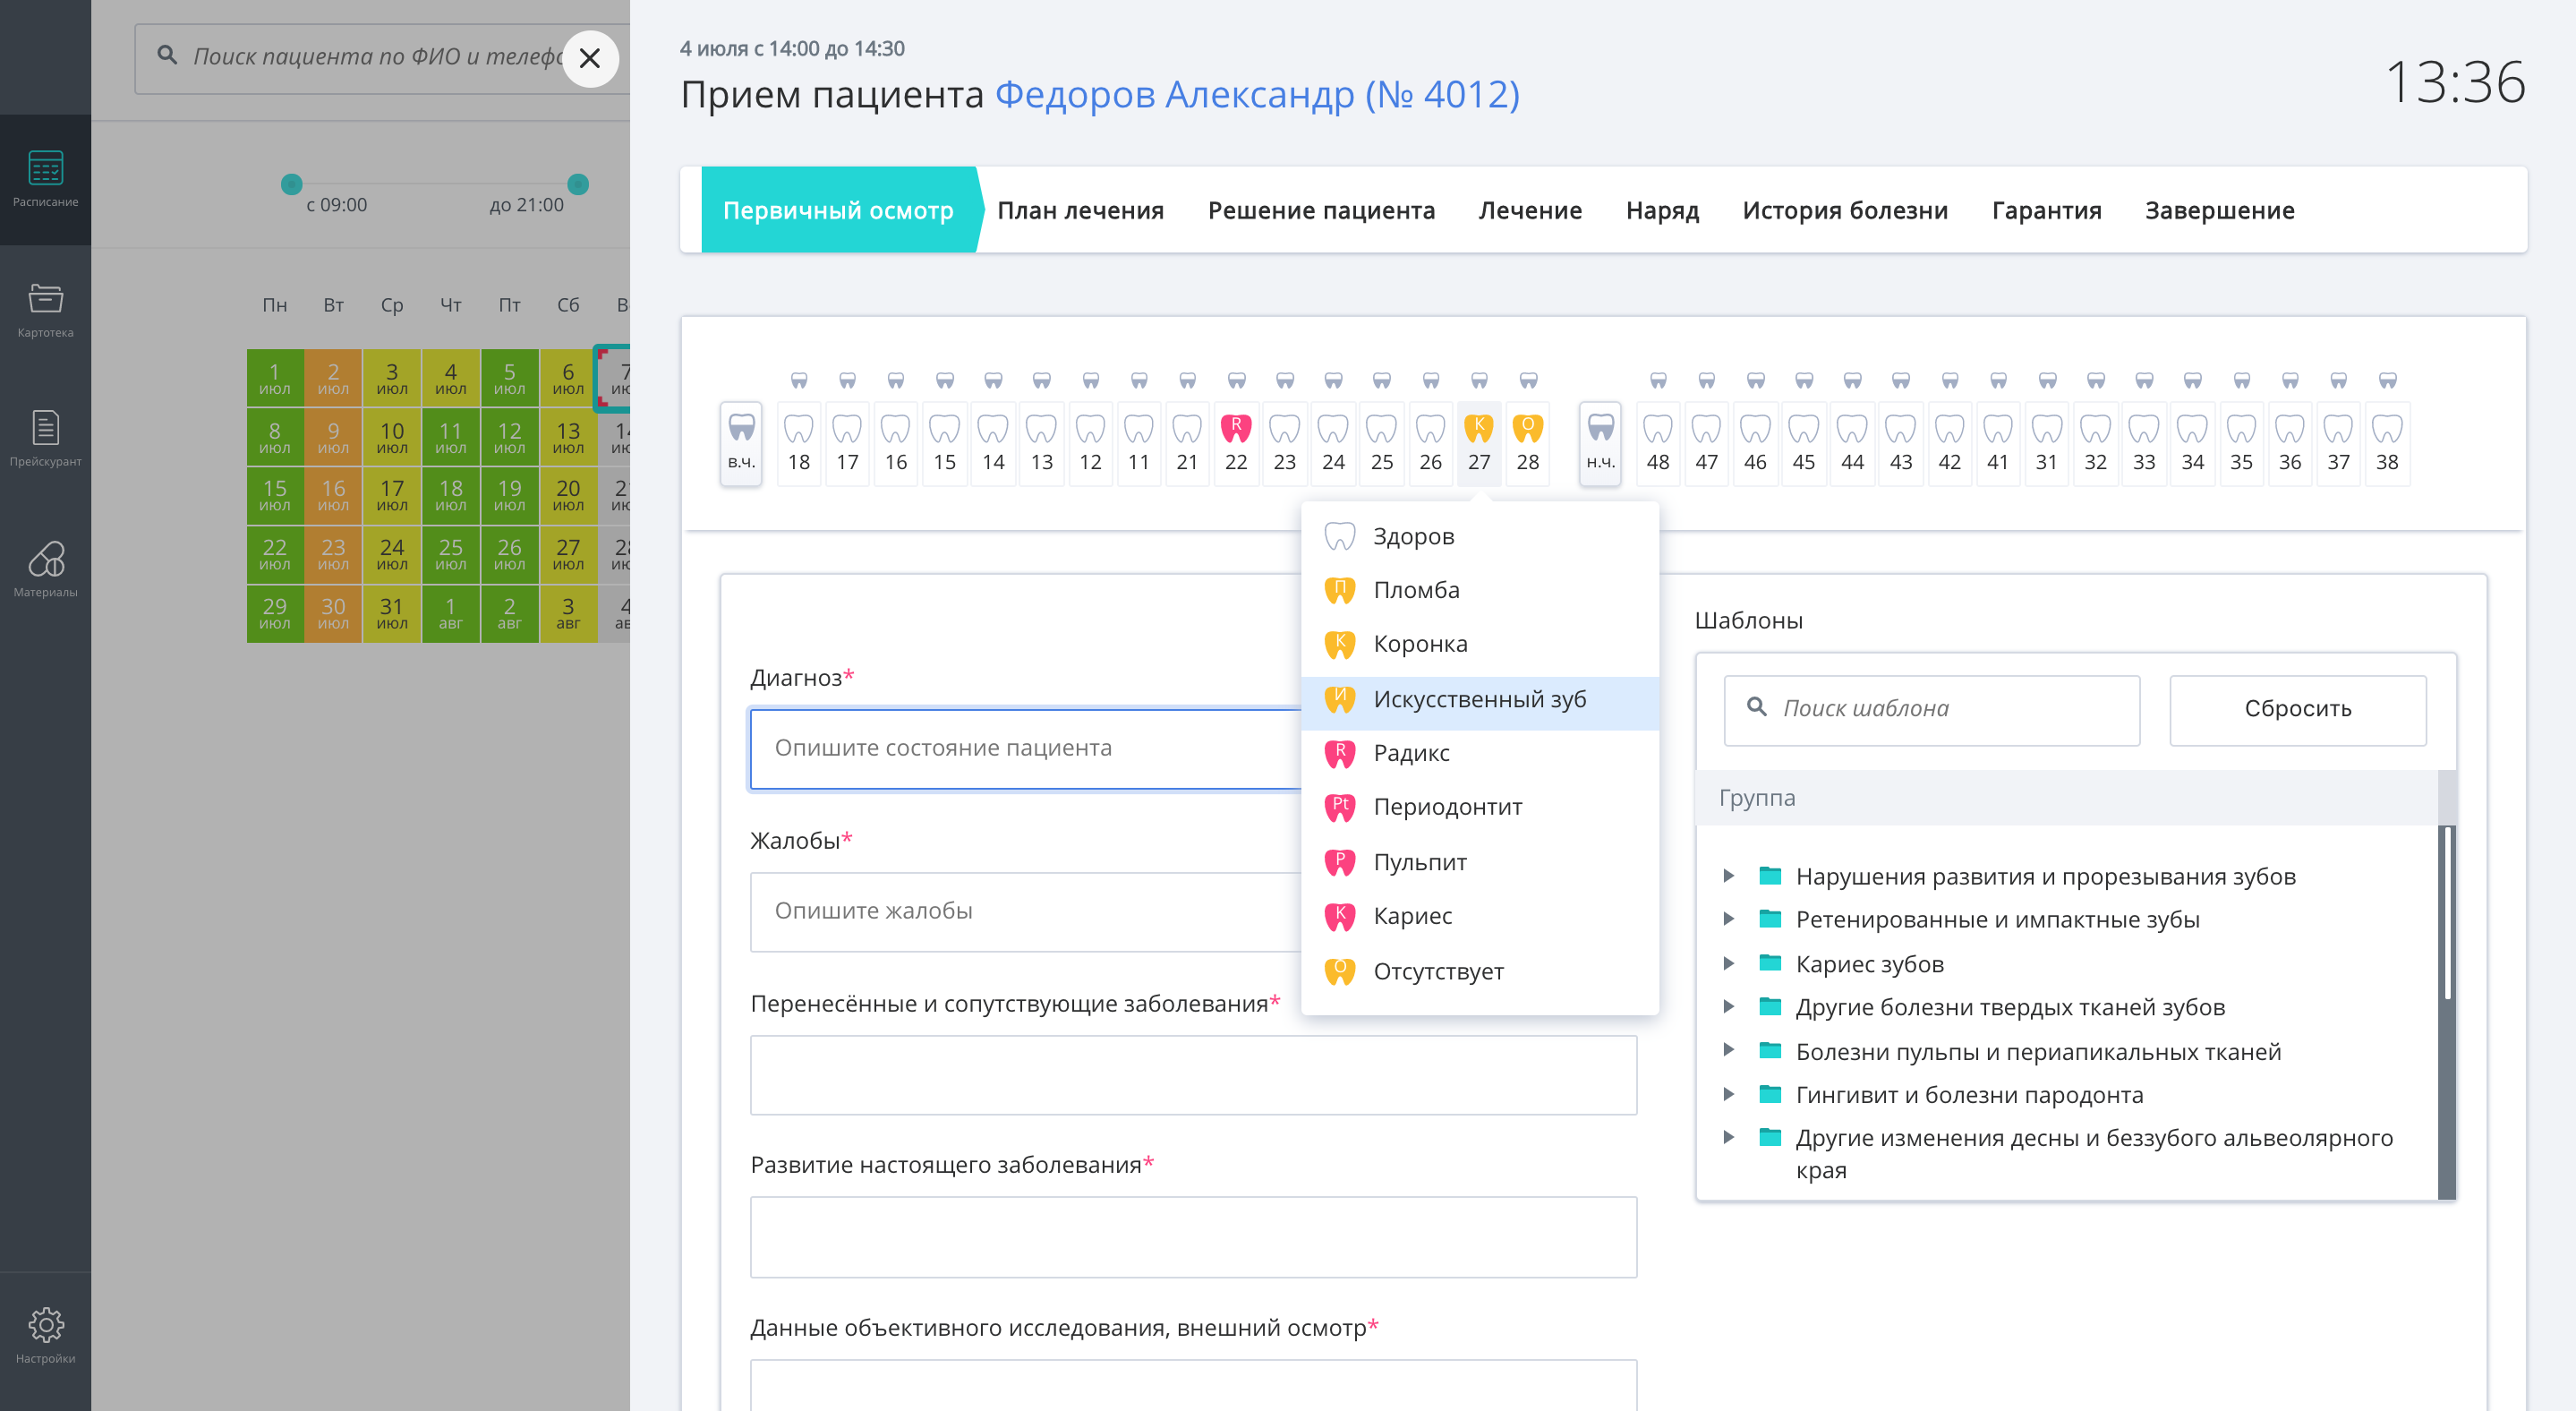 Расписание
Картотека
Прейскурант
Материалы
Настройки
Поиск пациента по ФИО и телефо
с 09:00 до 21:00
Пн Вт Ср Чт Пт Сб В
1 июл 2 июл 3 июл 4 июл 5 июл 6 июл 7
8 июл 9 июл 10 июл 11 июл 12 июл 13 июл
15 июл 16 июл 17 июл 18 июл 19 июл 20 июл
22 июл 23 июл 24 июл 25 июл 26 июл 27 июл
29 июл 30 июл 31 июл 1 авг 2 авг 3 авг 4
4 июля с 14:00 до 14:30
Прием пациента Федоров Александр (№ 4012)
13:36
Первичный осмотр План лечения Решение пациента Лечение Наряд История болезни Гарантия Завершение
R К О
в.ч. 18 17 16 15 14 13 12 11 21 22 23 24 25 26 27 28 н.ч. 48 47 46 45 44 43 42 41 31 32 33 34 35 36 37 38
Здоров
П Пломба
К Коронка
И Искусственный зуб
R Радикс
Pt Периодонтит
P Пульпит
K Кариес
О Отсутствует
Диагноз*
Опишите состояние пациента
Жалобы*
Опишите жалобы
Перенесённые и сопутствующие заболевания*
Развитие настоящего заболевания*
Данные объективного исследования, внешний осмотр*
Шаблоны
Поиск шаблона
Сбросить
Группа
Нарушения развития и прорезывания зубов
Ретенированные и импактные зубы
Кариес зубов
Другие болезни твердых тканей зубов
Болезни пульпы и периапикальных тканей
Гингивит и болезни пародонта
Другие изменения десны и беззубого альвеолярного
края